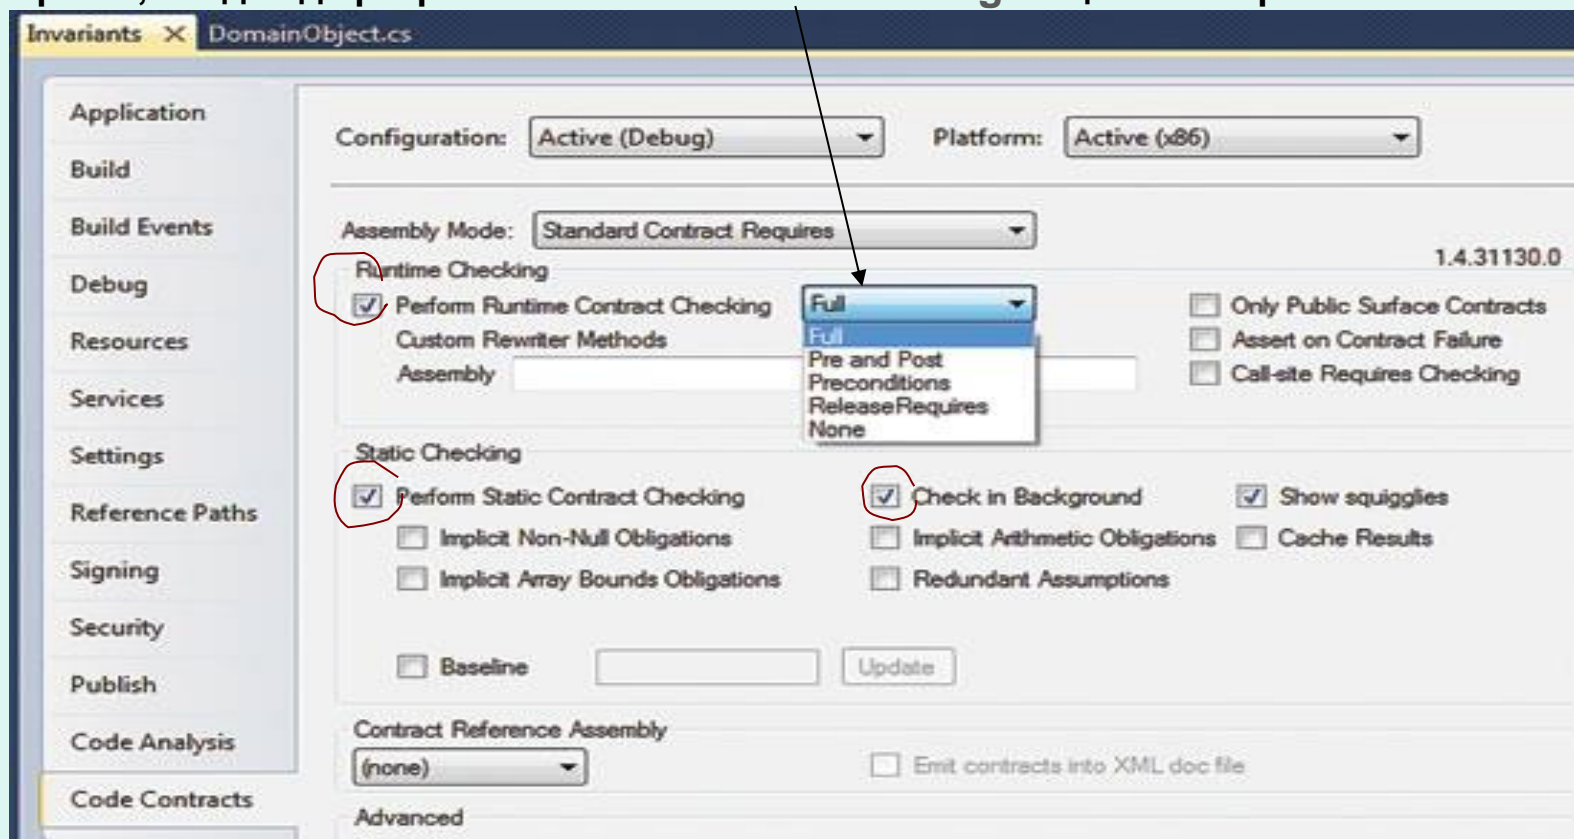 Invariants DomainObject.cs
Application
Build
Build Events
Debug
Resources
Services
Settings
Reference Paths
Signing
Security
Publish
Code Analysis
Code Contracts
Configuration: Active (Debug) Platform: Active (x86)
Assembly Mode: Standard Contract Requires
1.4.31130.0
Runtime Checking
Perform Runtime Contract Checking Full Only Public Surface Contracts
Custom Rewriter Methods Full Assert on Contract Failure
Assembly Pre and Post Call-site Requires Checking
Preconditions
ReleaseRequires
None
Static Checking
Perform Static Contract Checking Check in Background Show squigglies
Implicit Non-Null Obligations Implicit Arithmetic Obligations Cache Results
Implicit Array Bounds Obligations Redundant Assumptions
Baseline Update
Contract Reference Assembly
(none) Emit contracts into XML doc file
Advanced